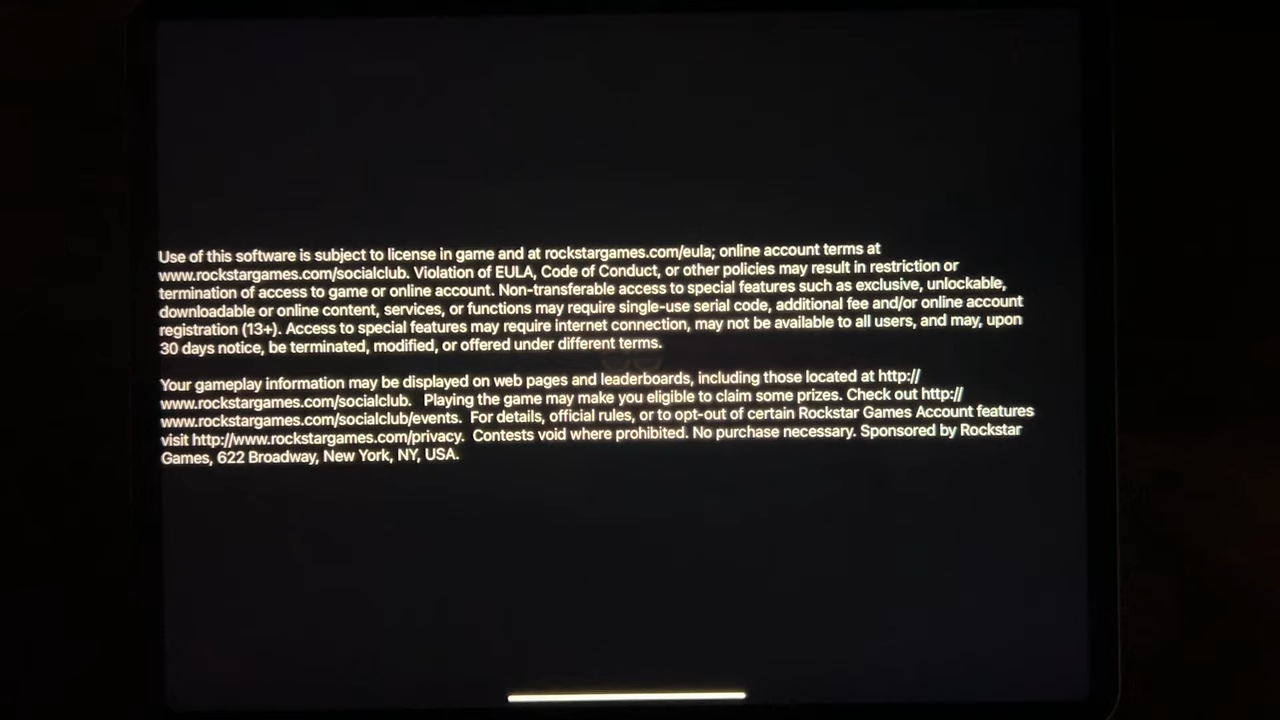 Use of this software is subject to license in game and at rockstargames.com/eula; online account terms at
www.rockstargames.com/socialclub. Violation of EULA, Code of Conduct, or other policies may result in restriction or
termination of access to game or online account. Non-transferable access to special features such as exclusive, unlockable,
downloadable or online content, services, or functions may require single-use serial code, additional fee and/or online account
registration (13+). Access to special features may require internet connection, may not be available to all users, and may, upon
30 days notice, be terminated, modified, or offered under different terms.
Your gameplay information may be displayed on web pages and leaderboards, including those located at http://
www.rockstargames.com/socialclub.   Playing the game may make you eligible to claim some prizes. Check out http://
www.rockstargames.com/socialclub/events.  For details, official rules, or to opt-out of certain Rockstar Games Account features
visit http://www.rockstargames.com/privacy.  Contests void where prohibited. No purchase necessary. Sponsored by Rockstar
Games, 622 Broadway, New York, NY, USA.